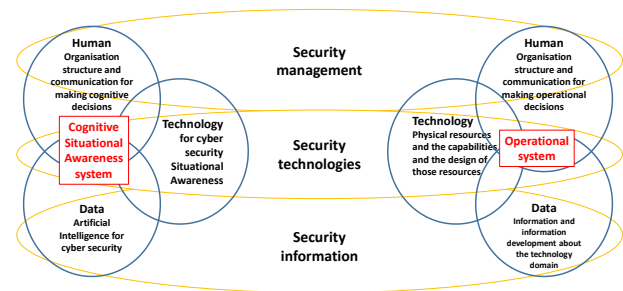 Human
Organisation
structure and
communication for
making cognitive
decisions
Cognitive
Situational
Awareness
system
Technology
for cyber
security
Situational
Awareness
Data
Artificial
Intelligence for
cyber security
Security
management
Security
technologies
Security
information
Human
Organisation
structure and
communication for
making operational
decisions
Technology
Physical resources
and the capabilities
and the design of
those resources
Operational
system
Data
Information and
information
development about
the technology
domain